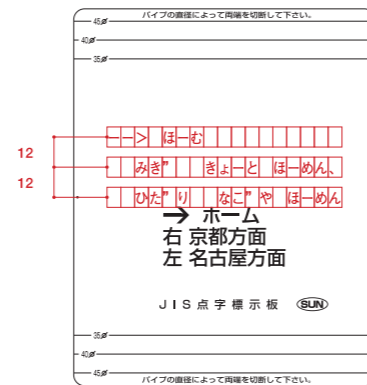 パイプの直径によって両端を切断して下さい。
45ø
40ø
35ø
ーー> ほーむ
12
みき” きょーと ほーめん、
12
ひだ”り なご”や ほーめん
→ ホーム
右 京都方面
左 名古屋方面
JIS点字標示板 SUN
35ø
40ø
45ø
パイプの直径によって両端を切断して下さい。